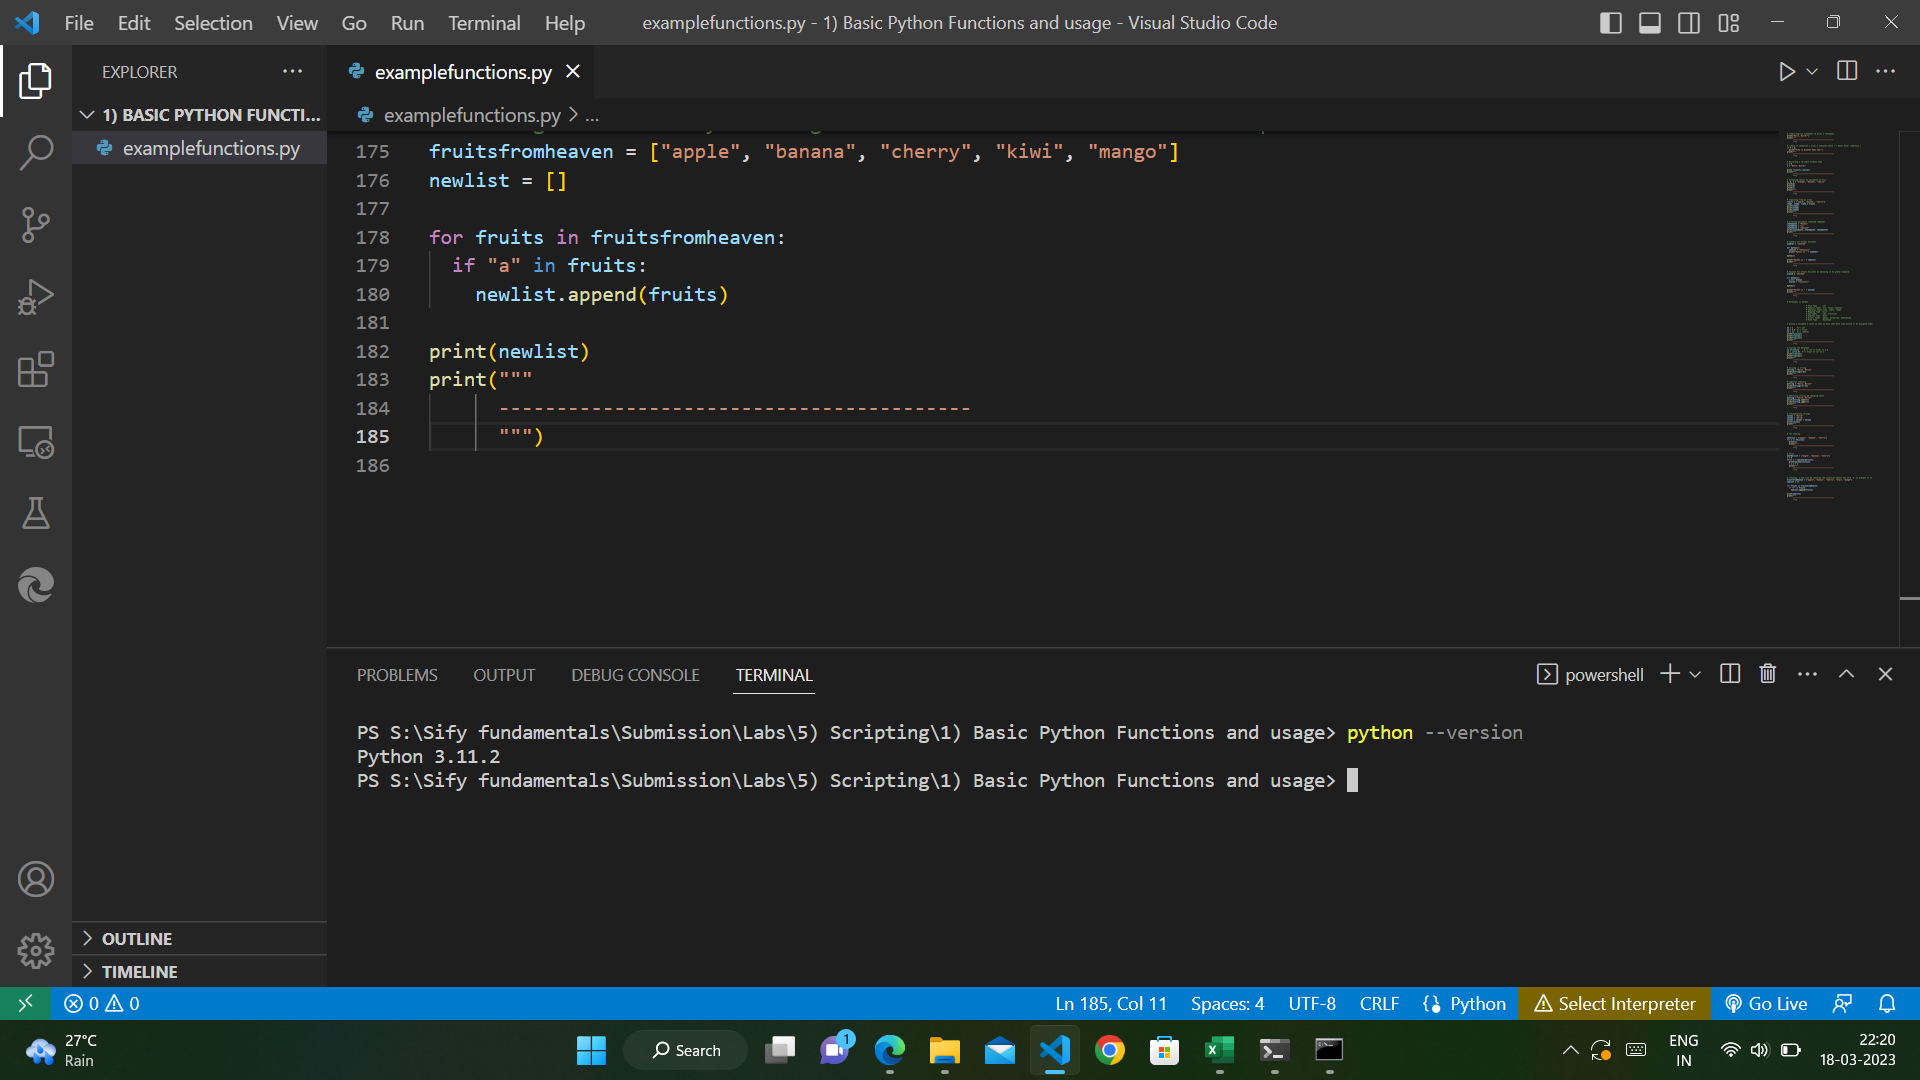 File Edit Selection View Go Run Terminal Help
examplefunctions.py - 1) Basic Python Functions and usage - Visual Studio Code
EXPLORER
1) BASIC PYTHON FUNCTI...
examplefunctions.py
OUTLINE
TIMELINE
examplefunctions.py
examplefunctions.py > ...
175 fruitsfromheaven = ["apple", "banana", "cherry", "kiwi", "mango"]
176 newlist = []
177
178 for fruits in fruitsfromheaven:
179 if "a" in fruits:
180 newlist.append(fruits)
181
182 print(newlist)
183 print("""
184 -----------------------------------------
185 """)
186
PROBLEMS OUTPUT DEBUG CONSOLE TERMINAL
powershell
PS S:\Sify fundamentals\Submission\Labs\5) Scripting\1) Basic Python Functions and usage> python --version
Python 3.11.2
PS S:\Sify fundamentals\Submission\Labs\5) Scripting\1) Basic Python Functions and usage>
0 0
Ln 185, Col 11 Spaces: 4 UTF-8 CRLF Python Select Interpreter Go Live
27°C
Rain
Search
1
ENG
IN
22:20
18-03-2023